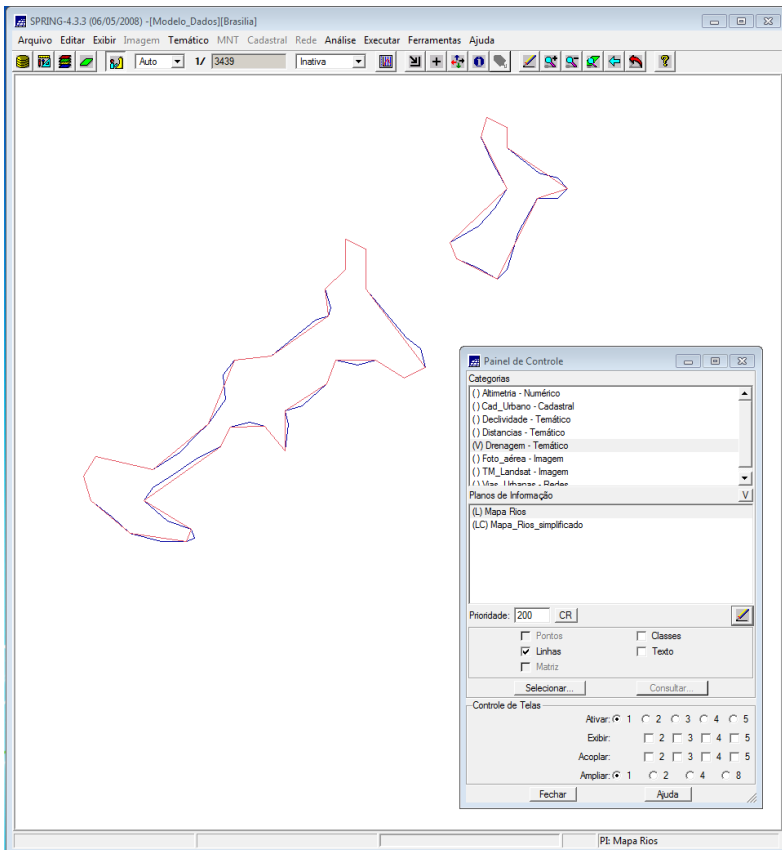 SPRING-4.3.3 (06/05/2008) -[Modelo_Dados][Brasilia]
Arquivo Editar Exibir Imagem Temático MNT Cadastral Rede Análise Executar Ferramentas Ajuda
Auto 1/ 3439 Inativa
Painel de Controle
Categorias
( ) Altimetria - Numérico
( ) Cad_Urbano - Cadastral
( ) Declividade - Temático
( ) Distancias - Temático
(V) Drenagem - Temático
( ) Foto_aérea - Imagem
( ) TM_Landsat - Imagem
( ) Vias_Urbanas - Redes
Planos de Informação V
(L) Mapa Rios
(LC) Mapa_Rios_simplificado
Prioridade: 200 CR
Pontos Classes
Linhas Texto
Matriz
Selecionar... Consultar...
Controle de Telas
Ativar: 1 2 3 4 5
Exibir: 2 3 4 5
Acoplar: 2 3 4 5
Ampliar: 1 2 4 8
Fechar Ajuda
PI: Mapa Rios